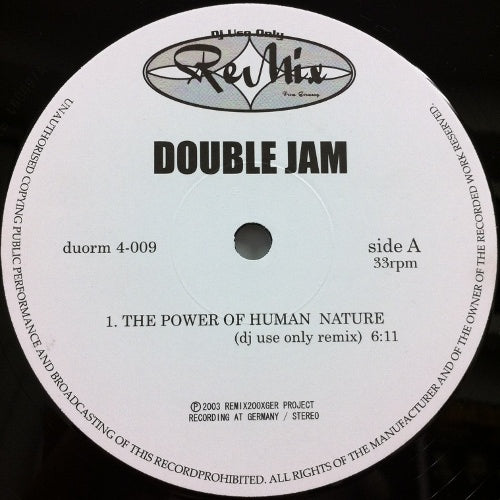 Dj Use Only
ReMix
DOUBLE JAM
duorm 4-009
side A
33rpm
1. THE POWER OF HUMAN NATURE
(dj use only remix) 6:11
Ⓟ2003 REMIX200XGER PROJECT
RECORDING AT GERMANY / STEREO
UNAUTHORISED COPYING PUBLIC PERFORMANCE AND BROADCASTING OF THIS RECORDPROHIBITED. ALL RIGHTS OF THE MANUFACTURER AND OF THE OWNER OF THE RECORDED WORK RESERVED.